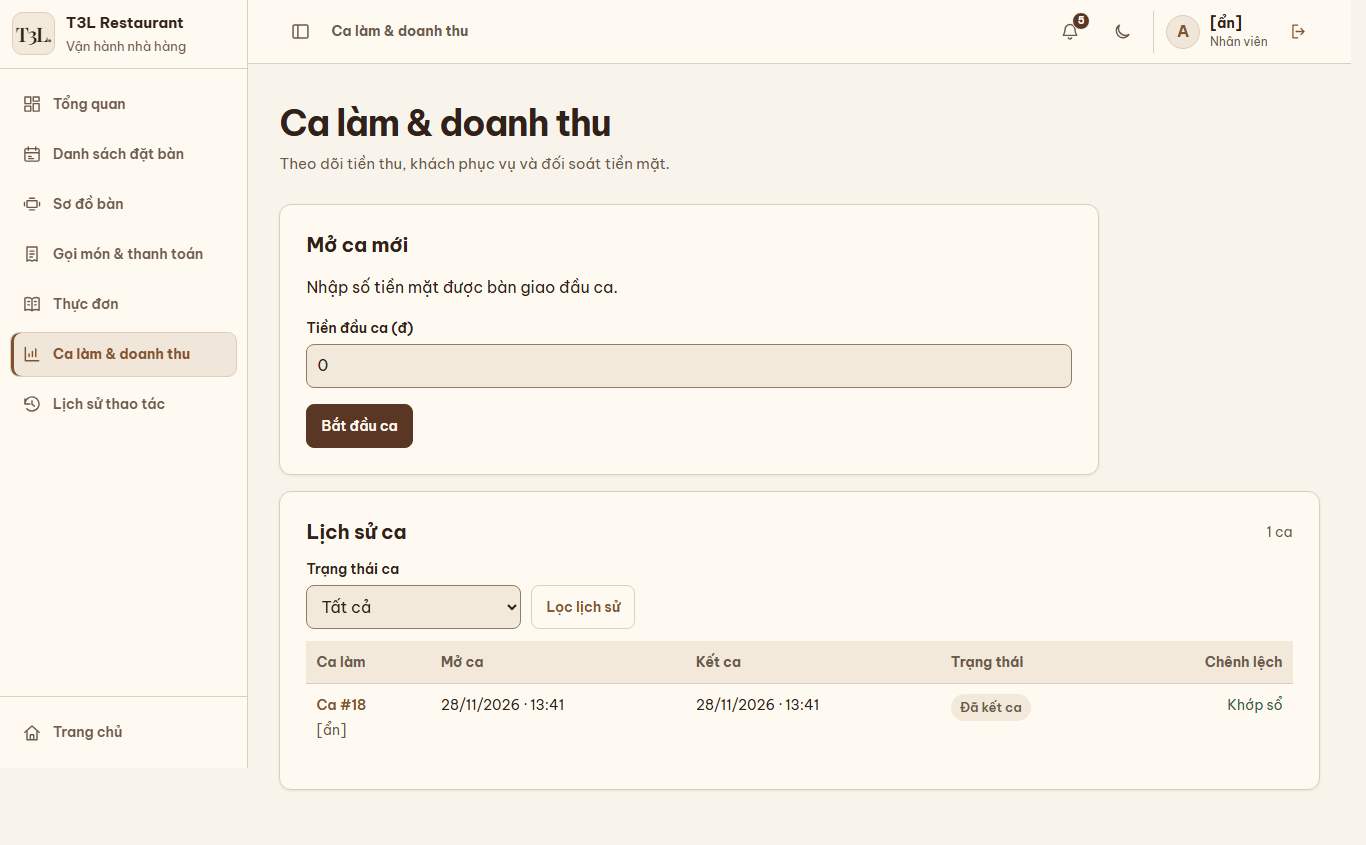 T3L
T3L Restaurant
Vận hành nhà hàng
Tổng quan
Danh sách đặt bàn
Sơ đồ bàn
Gọi món & thanh toán
Thực đơn
Ca làm & doanh thu
Lịch sử thao tác
Trang chủ
Ca làm & doanh thu
5
A
[ẩn]
Nhân viên
Ca làm & doanh thu
Theo dõi tiền thu, khách phục vụ và đối soát tiền mặt.
Mở ca mới
Nhập số tiền mặt được bàn giao đầu ca.
Tiền đầu ca (đ)
0
Bắt đầu ca
Lịch sử ca
1 ca
Trạng thái ca
Tất cả
Lọc lịch sử
Ca làm Mở ca Kết ca Trạng thái Chênh lệch
Ca #18 28/11/2026 · 13:41 28/11/2026 · 13:41 Đã kết ca Khớp sổ
[ẩn]